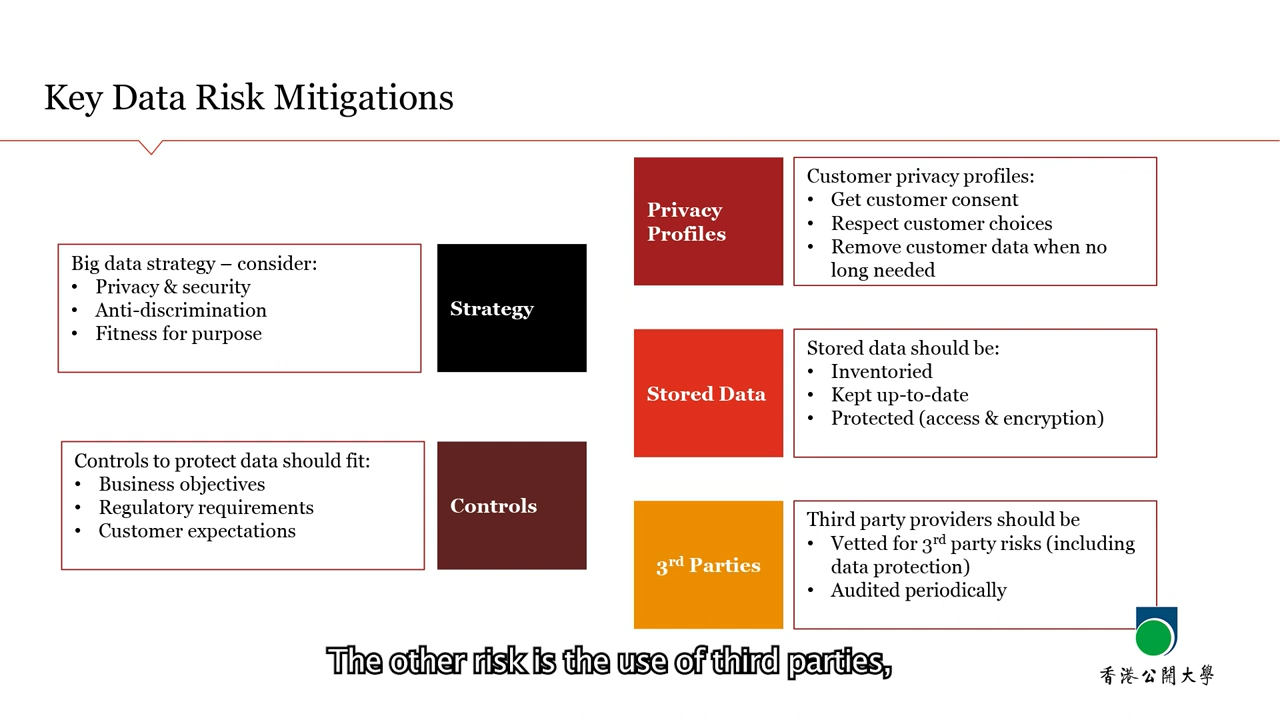 Key Data Risk Mitigations
Big data strategy – consider:
• Privacy & security
• Anti-discrimination
• Fitness for purpose
Strategy
Controls to protect data should fit:
• Business objectives
• Regulatory requirements
• Customer expectations
Controls
Privacy
Profiles
Customer privacy profiles:
• Get customer consent
• Respect customer choices
• Remove customer data when no
long needed
Stored Data
Stored data should be:
• Inventoried
• Kept up-to-date
• Protected (access & encryption)
3rd Parties
Third party providers should be
• Vetted for 3rd party risks (including
data protection)
• Audited periodically
The other risk is the use of third parties,
香港公開大學